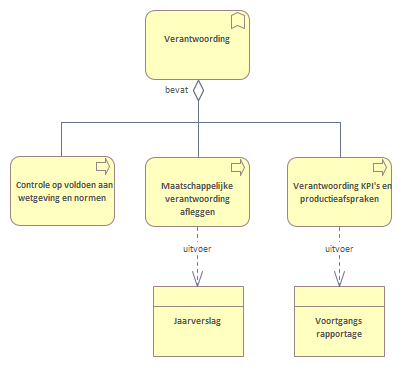 Verantwoording
bevat
Controle op voldoen aan
wetgeving en normen
Maatschappelijke
verantwoording
afleggen
Verantwoording KPI's en
productieafspraken
uitvoer
uitvoer
Jaarverslag
Voortgangs
rapportage